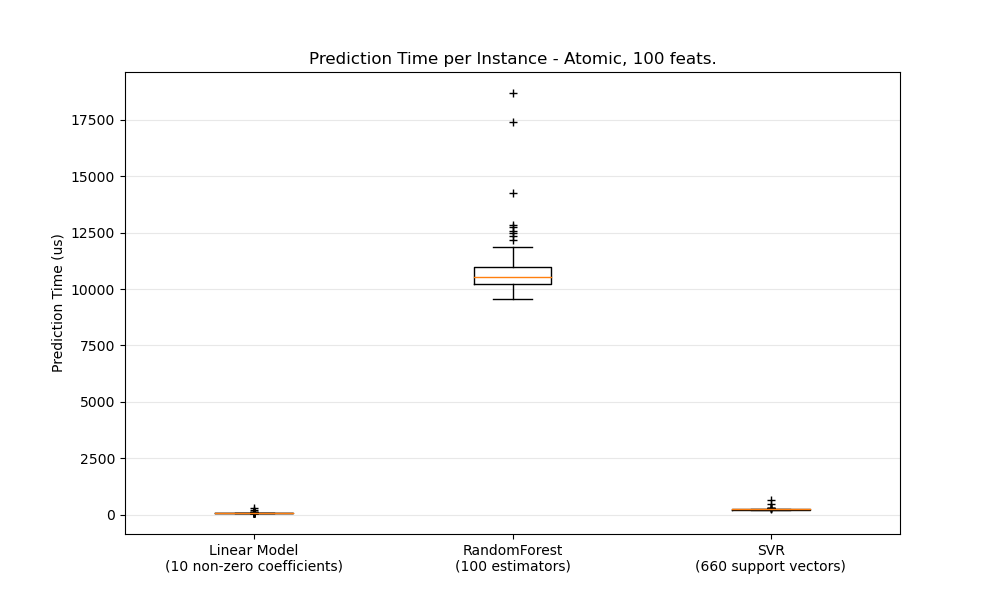 Prediction Time per Instance - Atomic, 100 feats.
Prediction Time (us)
17500
15000
12500
10000
7500
5000
2500
0
Linear Model
(10 non-zero coefficients)
RandomForest
(100 estimators)
SVR
(660 support vectors)